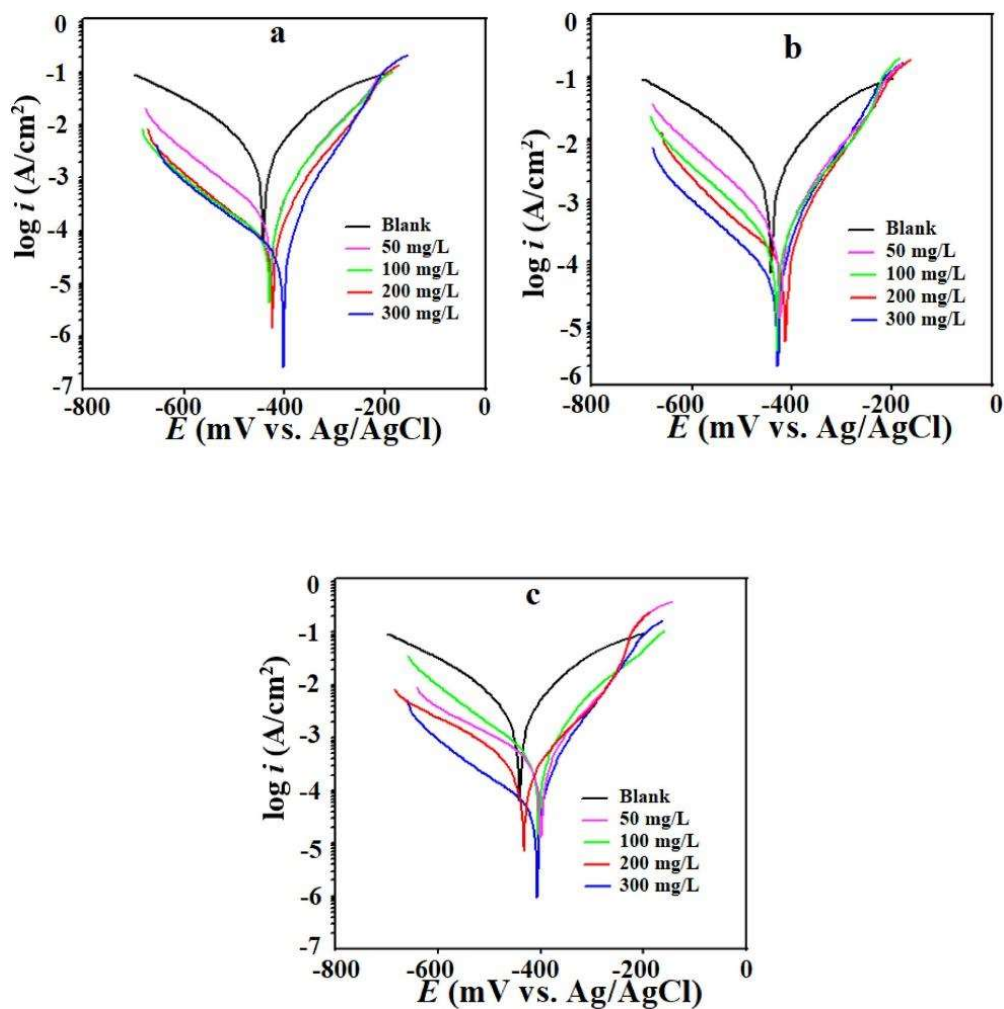 a
0
-1
-2
-3
-4
-5
-6
-7
log i (A/cm²)
Blank
50 mg/L
100 mg/L
200 mg/L
300 mg/L
-800
-600
-400
-200
0
E (mV vs. Ag/AgCl)
b
0
-1
-2
-3
-4
-5
-6
log i (A/cm²)
Blank
50 mg/L
100 mg/L
200 mg/L
300 mg/L
-800
-600
-400
-200
0
E (mV vs. Ag/AgCl)
c
0
-1
-2
-3
-4
-5
-6
-7
log i (A/cm²)
Blank
50 mg/L
100 mg/L
200 mg/L
300 mg/L
-800
-600
-400
-200
0
E (mV vs. Ag/AgCl)